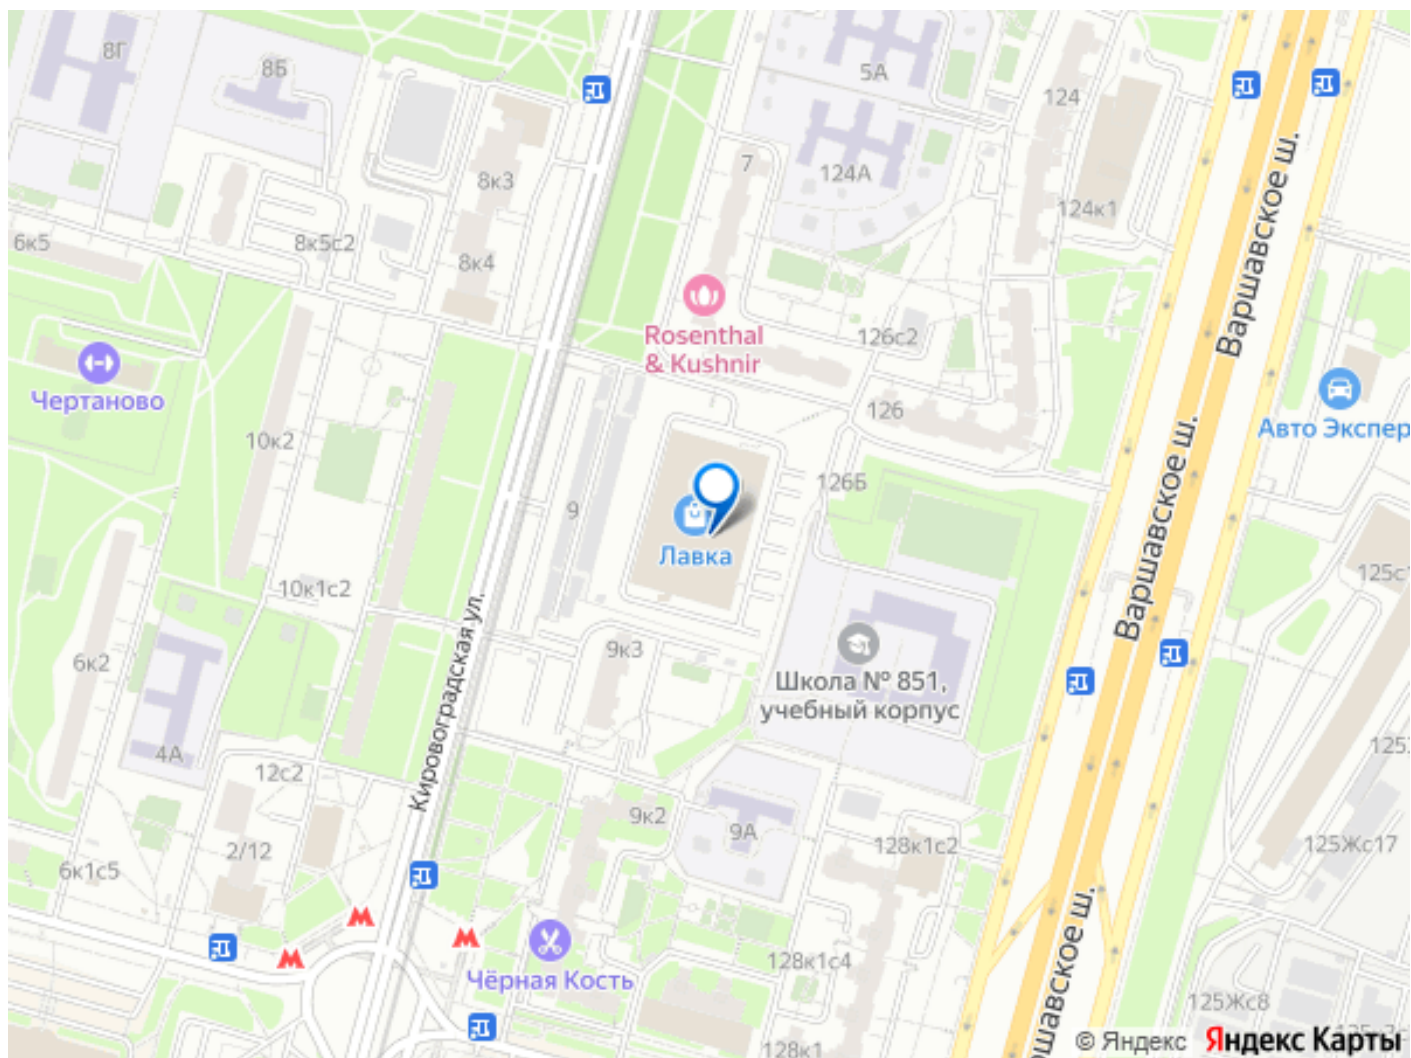 8Г
8Б
5А
124
7
124А
8к3
124к1
Варшавское ш.
6к5
8к5с2
8к4
Rosenthal
& Kushnir
126с2
Чертаново
126
Авто Экспер
10к2
126Б
9
Лавка
Варшавское ш.
10к1с2
125с1
Кировоградская ул.
9к3
6к2
Школа № 851,
учебный корпус
4А
12с2
9к2
9А
2/12
128к1с2
125Жс17
6к1с5
Варшавское ш.
Чёрная Кость
128к1с4
125Жс8
128к1
© Яндекс Яндекс Карты